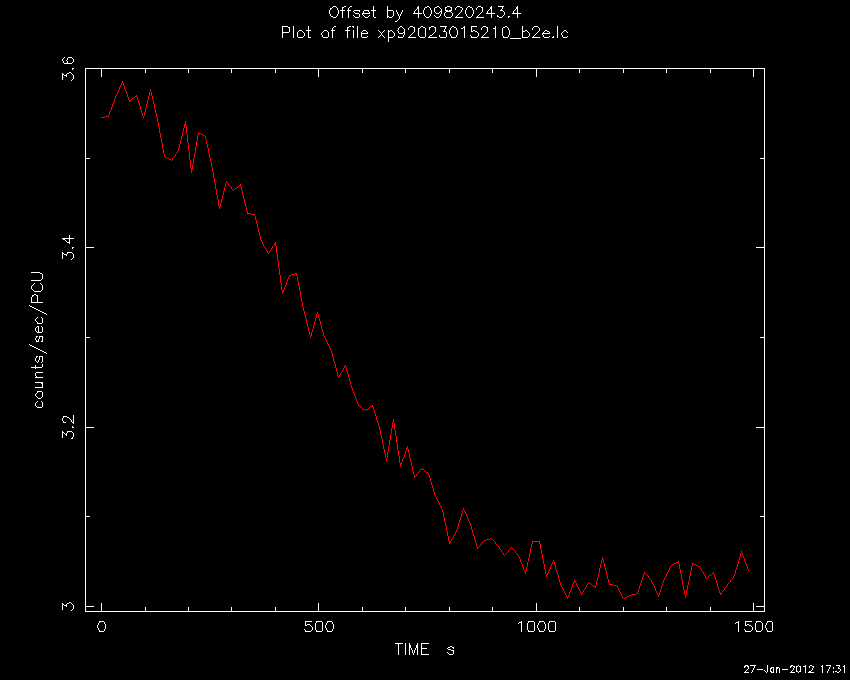 Offset by 409820243.4
Plot of file xp92023015210_b2e.lc
3.6
3.4
3.2
3
counts/sec/PCU
0 500 1000 1500
TIME s
27-Jan-2012 17:31